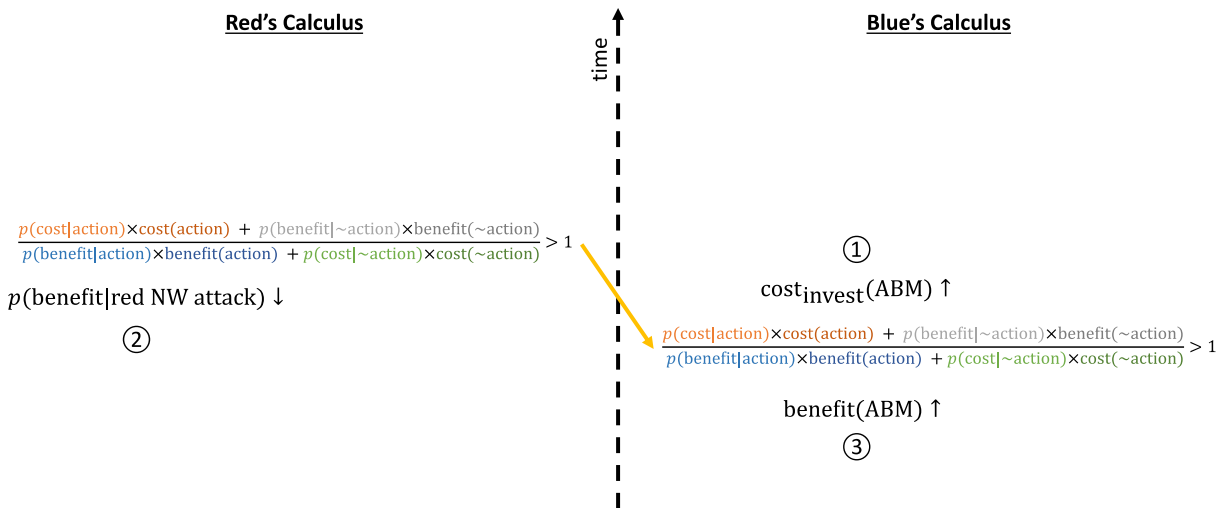 Red's Calculus
time
Blue's Calculus
p(cost|action)×cost(action) + p(benefit|~action)×benefit(~action)
p(benefit|action)×benefit(action) + p(cost|~action)×cost(~action)
> 1
p(benefit|red NW attack) ↓
②
①
cost_invest(ABM) ↑
p(cost|action)×cost(action) + p(benefit|~action)×benefit(~action)
p(benefit|action)×benefit(action) + p(cost|~action)×cost(~action)
> 1
benefit(ABM) ↑
③